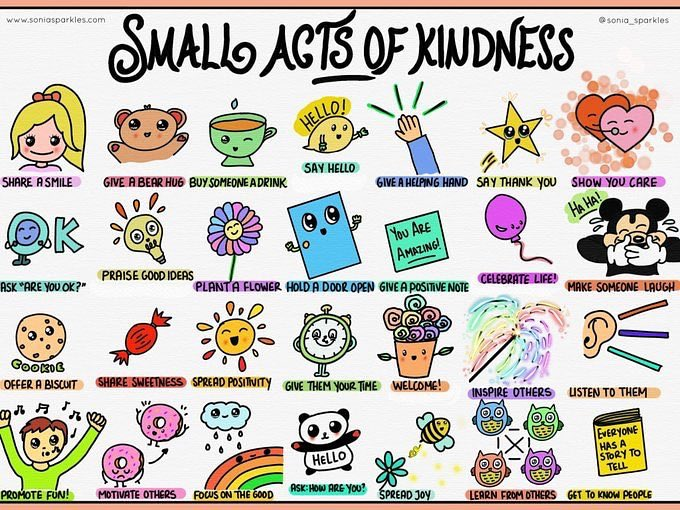 www.soniasparkles.com
@sonia_sparkles
SMALL ACTS OF KINDNESS
HELLO!
SHARE A SMILE
GIVE A BEAR HUG
BUY SOMEONE A DRINK
SAY HELLO
GIVE A HELPING HAND
SAY THANK YOU
SHOW YOU CARE
OK
YOU ARE
AMAZING!
HA HA!
ASK "ARE YOU OK?"
PRAISE GOOD IDEAS
PLANT A FLOWER
HOLD A DOOR OPEN
GIVE A POSITIVE NOTE
CELEBRATE LIFE!
MAKE SOMEONE LAUGH
COOKIE
OFFER A BISCUIT
SHARE SWEETNESS
SPREAD POSITIVITY
GIVE THEM YOUR TIME
WELCOME!
INSPIRE OTHERS
LISTEN TO THEM
HELLO
EVERYONE
HAS A
STORY TO
TELL
PROMOTE FUN!
MOTIVATE OTHERS
FOCUS ON THE GOOD
ASK: HOW ARE YOU?
SPREAD JOY
LEARN FROM OTHERS
GET TO KNOW PEOPLE